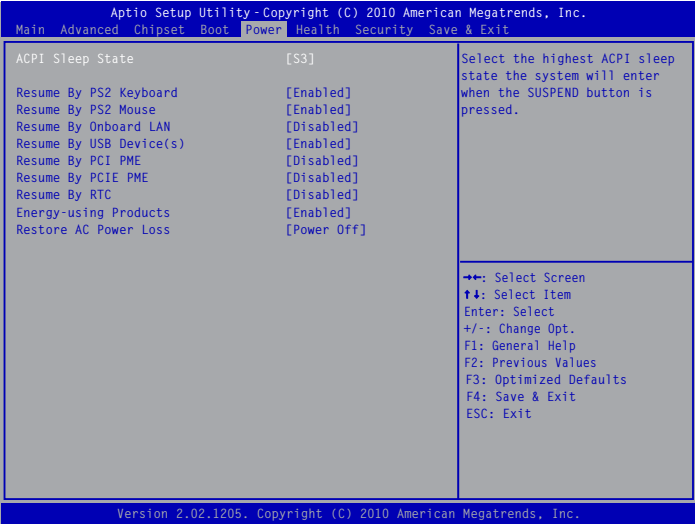 Aptio Setup Utility - Copyright (C) 2010 American Megatrends, Inc.
Main Advanced Chipset Boot Power Health Security Save & Exit
ACPI Sleep State [S3]
Resume By PS2 Keyboard [Enabled]
Resume By PS2 Mouse [Enabled]
Resume By Onboard LAN [Disabled]
Resume By USB Device(s) [Enabled]
Resume By PCI PME [Disabled]
Resume By PCIE PME [Disabled]
Resume By RTC [Disabled]
Energy-using Products [Enabled]
Restore AC Power Loss [Power Off]
Select the highest ACPI sleep
state the system will enter
when the SUSPEND button is
pressed.
→←: Select Screen
↑↓: Select Item
Enter: Select
+/-: Change Opt.
F1: General Help
F2: Previous Values
F3: Optimized Defaults
F4: Save & Exit
ESC: Exit
Version 2.02.1205. Copyright (C) 2010 American Megatrends, Inc.